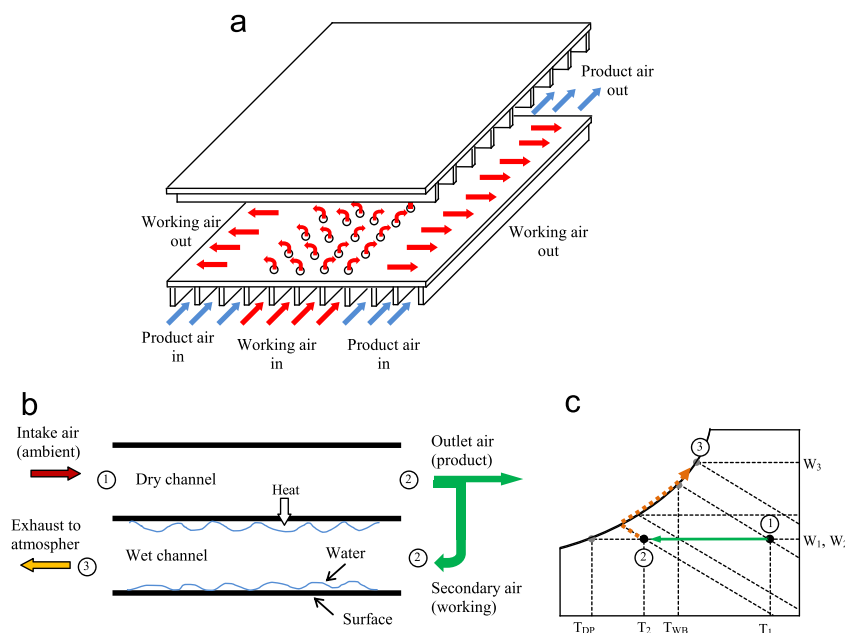 a
Product air
out
Working air
out
Working air
out
Product air
in
Working air
in
Product air
in
b
Intake air
(ambient)
1
Dry channel
2
Outlet air
(product)
Heat
Exhaust to
atmospher
3
Wet channel
2
Water
Secondary air
(working)
Surface
c
3
W3
1
W1, W2
2
TDP
T2
TWB
T1